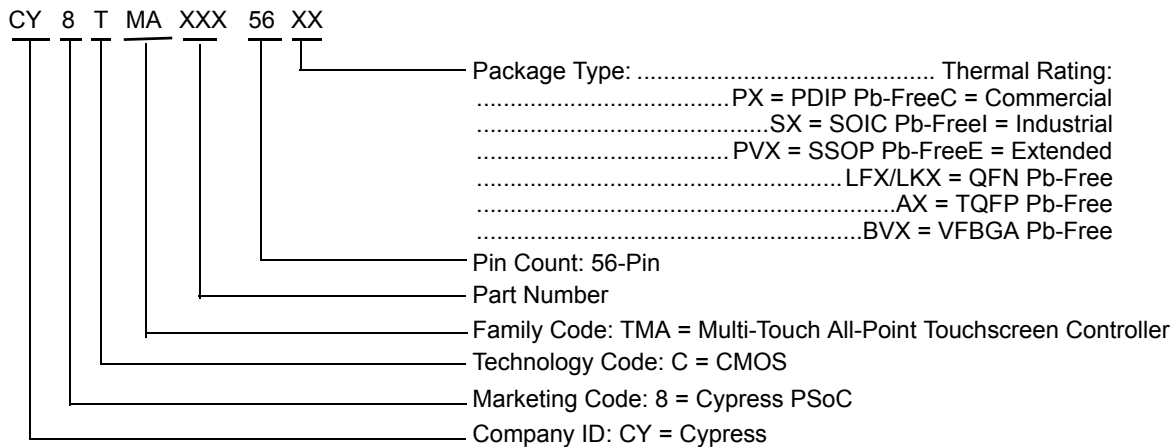 CY 8 T MA XXX 56 XX
Package Type: .................................... Thermal Rating:
...............................PX = PDIP Pb-FreeC = Commercial
....................................SX = SOIC Pb-FreeI = Industrial
...............................PVX = SSOP Pb-FreeE = Extended
.............................................LFX/LKX = QFN Pb-Free
...................................................AX = TQFP Pb-Free
...............................................BVX = VFBGA Pb-Free
Pin Count: 56-Pin
Part Number
Family Code: TMA = Multi-Touch All-Point Touchscreen Controller
Technology Code: C = CMOS
Marketing Code: 8 = Cypress PSoC
Company ID: CY = Cypress